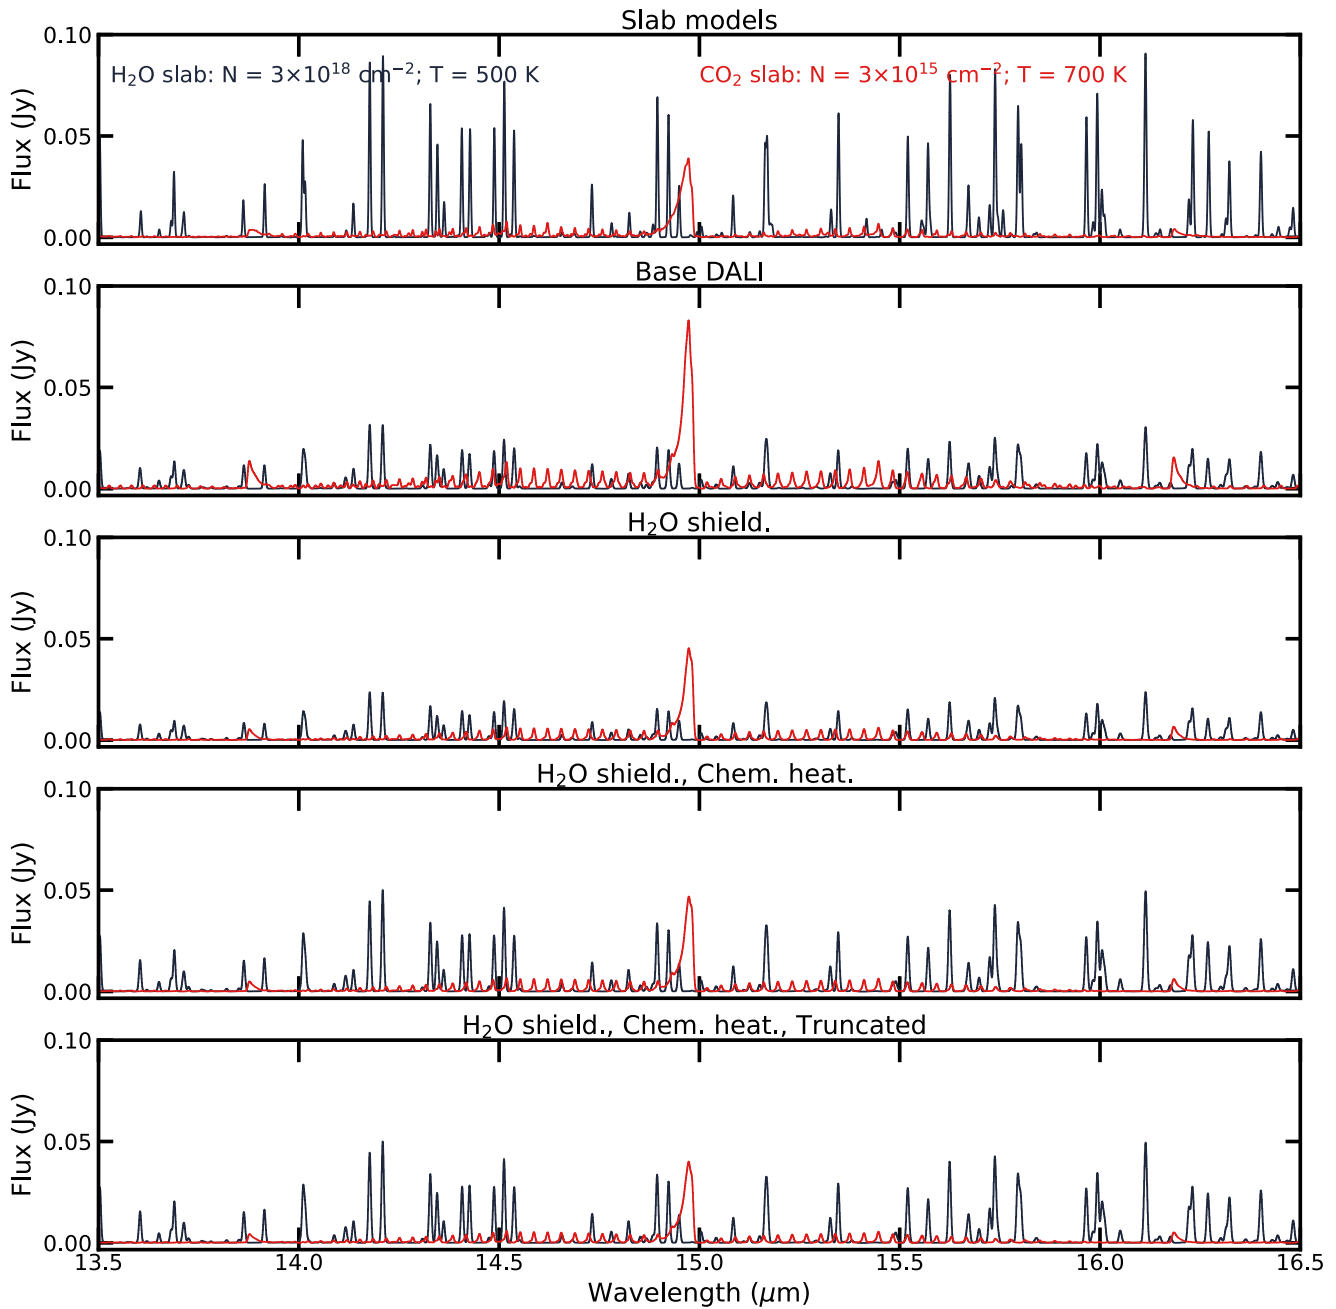 Slab models
0.10
H₂O slab: N = 3×10¹⁸ cm⁻²; T = 500 K
CO₂ slab: N = 3×10¹⁵ cm⁻²; T = 700 K
Flux (Jy)
0.05
0.00
Base DALI
0.10
Flux (Jy)
0.05
0.00
H₂O shield.
0.10
Flux (Jy)
0.05
0.00
H₂O shield., Chem. heat.
0.10
Flux (Jy)
0.05
0.00
H₂O shield., Chem. heat., Truncated
0.10
Flux (Jy)
0.05
0.00
13.5 14.0 14.5 15.0 15.5 16.0 16.5
Wavelength (μm)